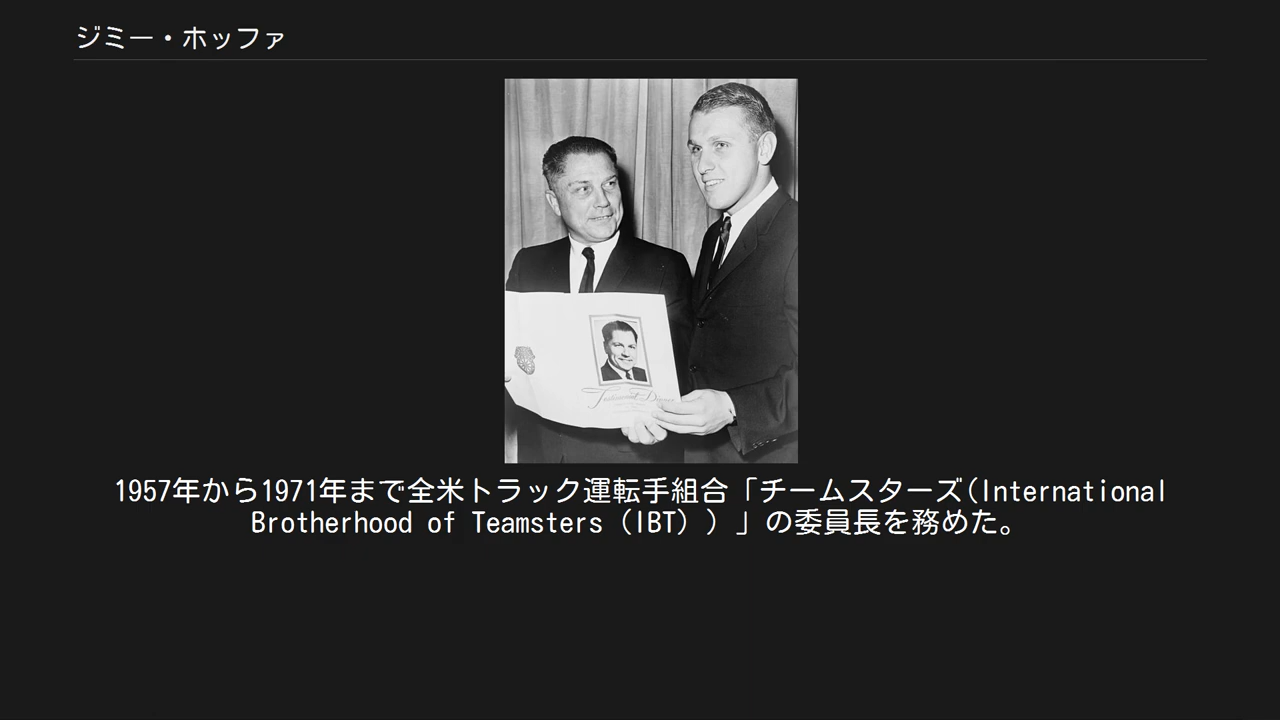 ジミー・ホッファ
Testimonial Dinner
1957年から1971年まで全米トラック運転手組合「チームスターズ(International
Brotherhood of Teamsters（IBT））」の委員長を務めた。